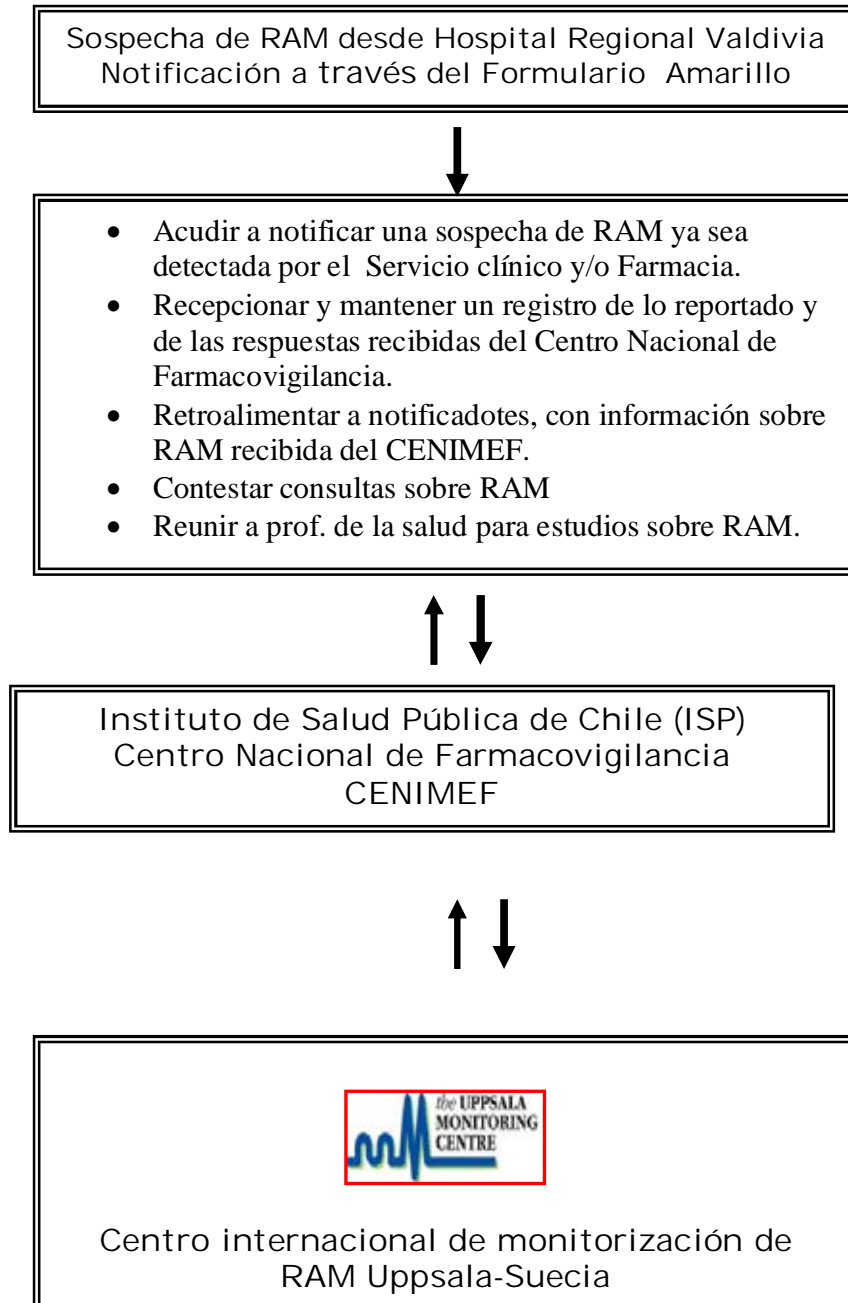 Sospecha de RAM desde Hospital Regional Valdivia
Notificación a través del Formulario Amarillo
• Acudir a notificar una sospecha de RAM ya sea
detectada por el Servicio clínico y/o Farmacia.
• Recepcionar y mantener un registro de lo reportado y
de las respuestas recibidas del Centro Nacional de
Farmacovigilancia.
• Retroalimentar a notificadotes, con información sobre
RAM recibida del CENIMEF.
• Contestar consultas sobre RAM
• Reunir a prof. de la salud para estudios sobre RAM.
Instituto de Salud Pública de Chile (ISP)
Centro Nacional de Farmacovigilancia
CENIMEF
the UPPSALA
MONITORING
CENTRE
Centro internacional de monitorización de
RAM Uppsala-Suecia